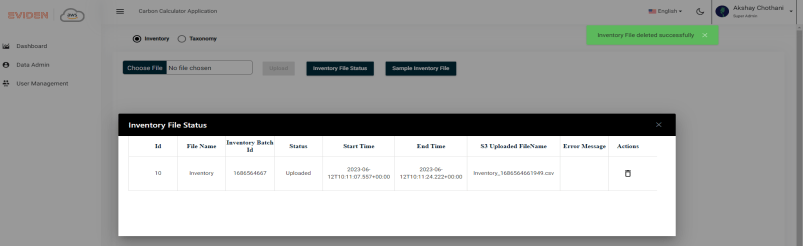 EVIDEN aws
Carbon Calculator Application
English
Akshay Chothani
Super Admin
Inventory File deleted successfully
Dashboard
Data Admin
User Management
Inventory Taxonomy
Choose File No file chosen Upload Inventory File Status Sample Inventory File
Inventory File Status
Id File Name Inventory Batch Id Status Start Time End Time S3 Uploaded FileName Error Message Actions
10 Inventory 1686564667 Uploaded 2023-06-12T10:11:07.557+00:00 2023-06-12T10:11:24.222+00:00 Inventory_1686564661949.csv